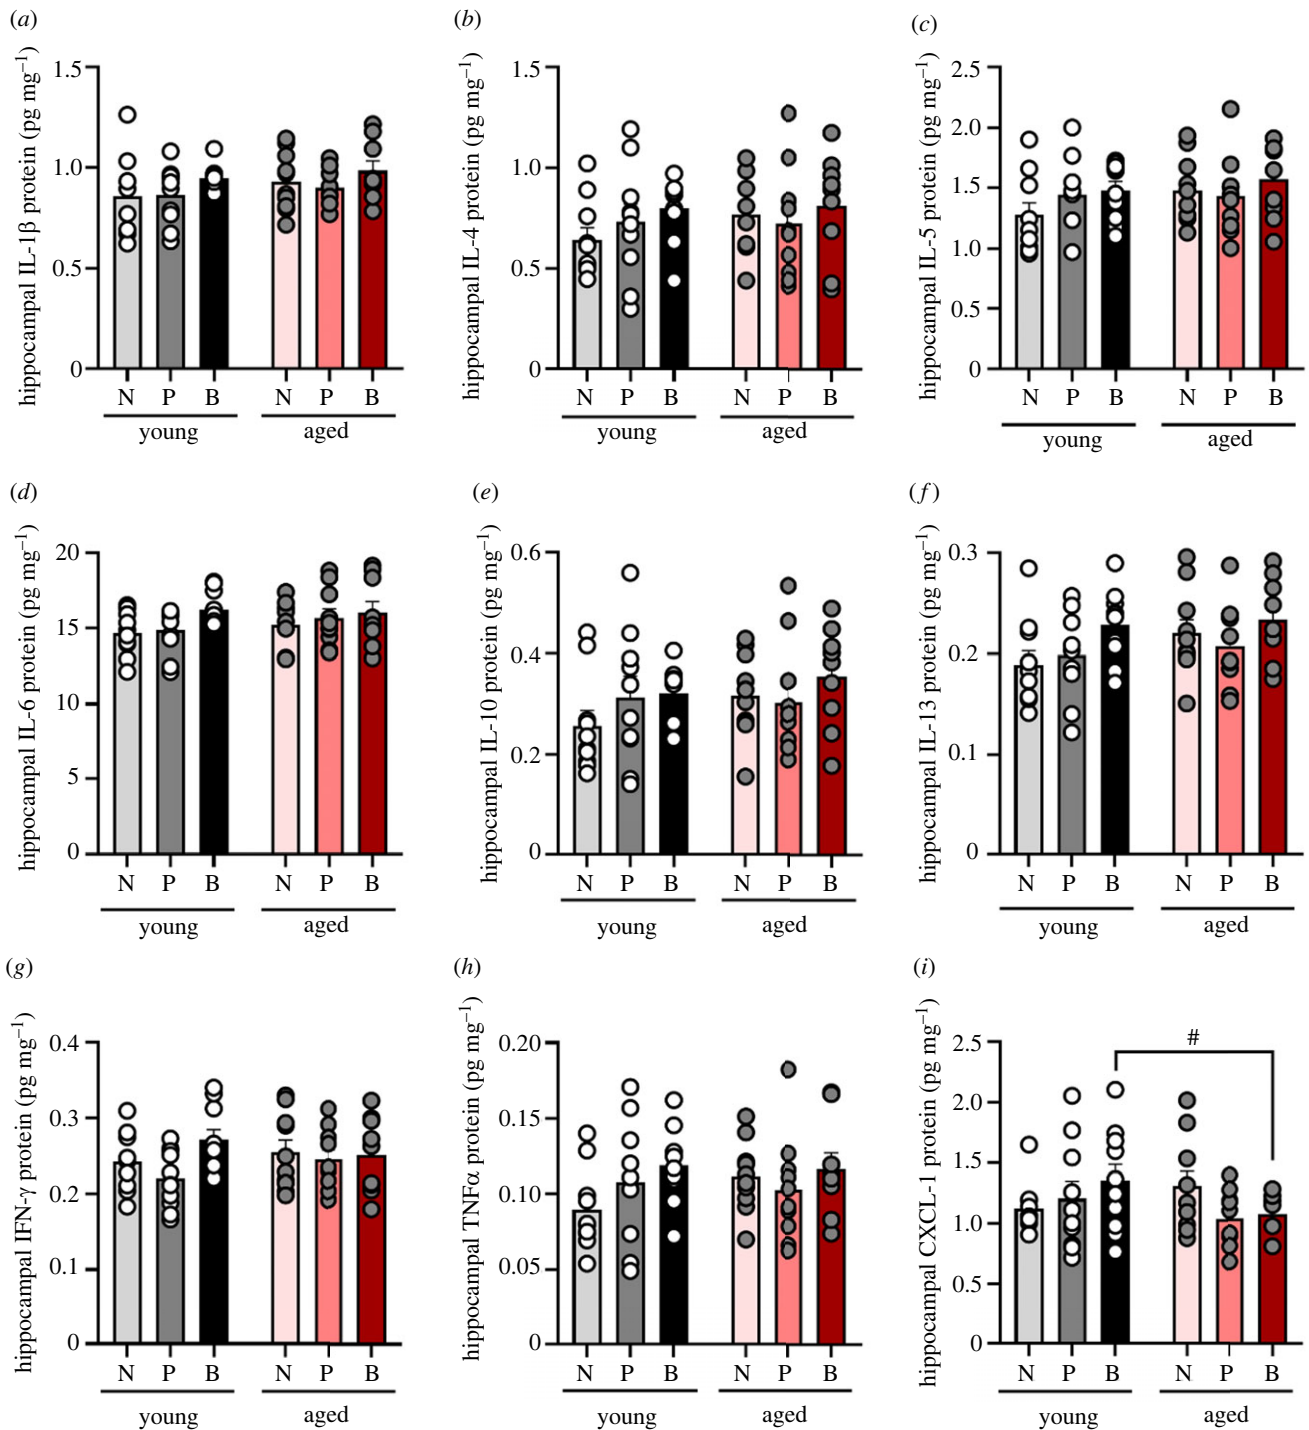 (a)
hippocampal IL-1β protein (pg mg−1)
1.5
1.0
0.5
0
N P B N P B
young aged
(b)
hippocampal IL-4 protein (pg mg−1)
1.5
1.0
0.5
0
N P B N P B
young aged
(c)
hippocampal IL-5 protein (pg mg−1)
2.5
2.0
1.5
1.0
0.5
0
N P B N P B
young aged
(d)
hippocampal IL-6 protein (pg mg−1)
20
15
10
5
0
N P B N P B
young aged
(e)
hippocampal IL-10 protein (pg mg−1)
0.6
0.4
0.2
0
N P B N P B
young aged
(f)
hippocampal IL-13 protein (pg mg−1)
0.3
0.2
0.1
0
N P B N P B
young aged
(g)
hippocampal IFN-γ protein (pg mg−1)
0.4
0.3
0.2
0.1
0
N P B N P B
young aged
(h)
hippocampal TNFα protein (pg mg−1)
0.20
0.15
0.10
0.05
0
N P B N P B
young aged
(i)
hippocampal CXCL-1 protein (pg mg−1)
2.5
2.0
1.5
1.0
0.5
0
#
N P B N P B
young aged